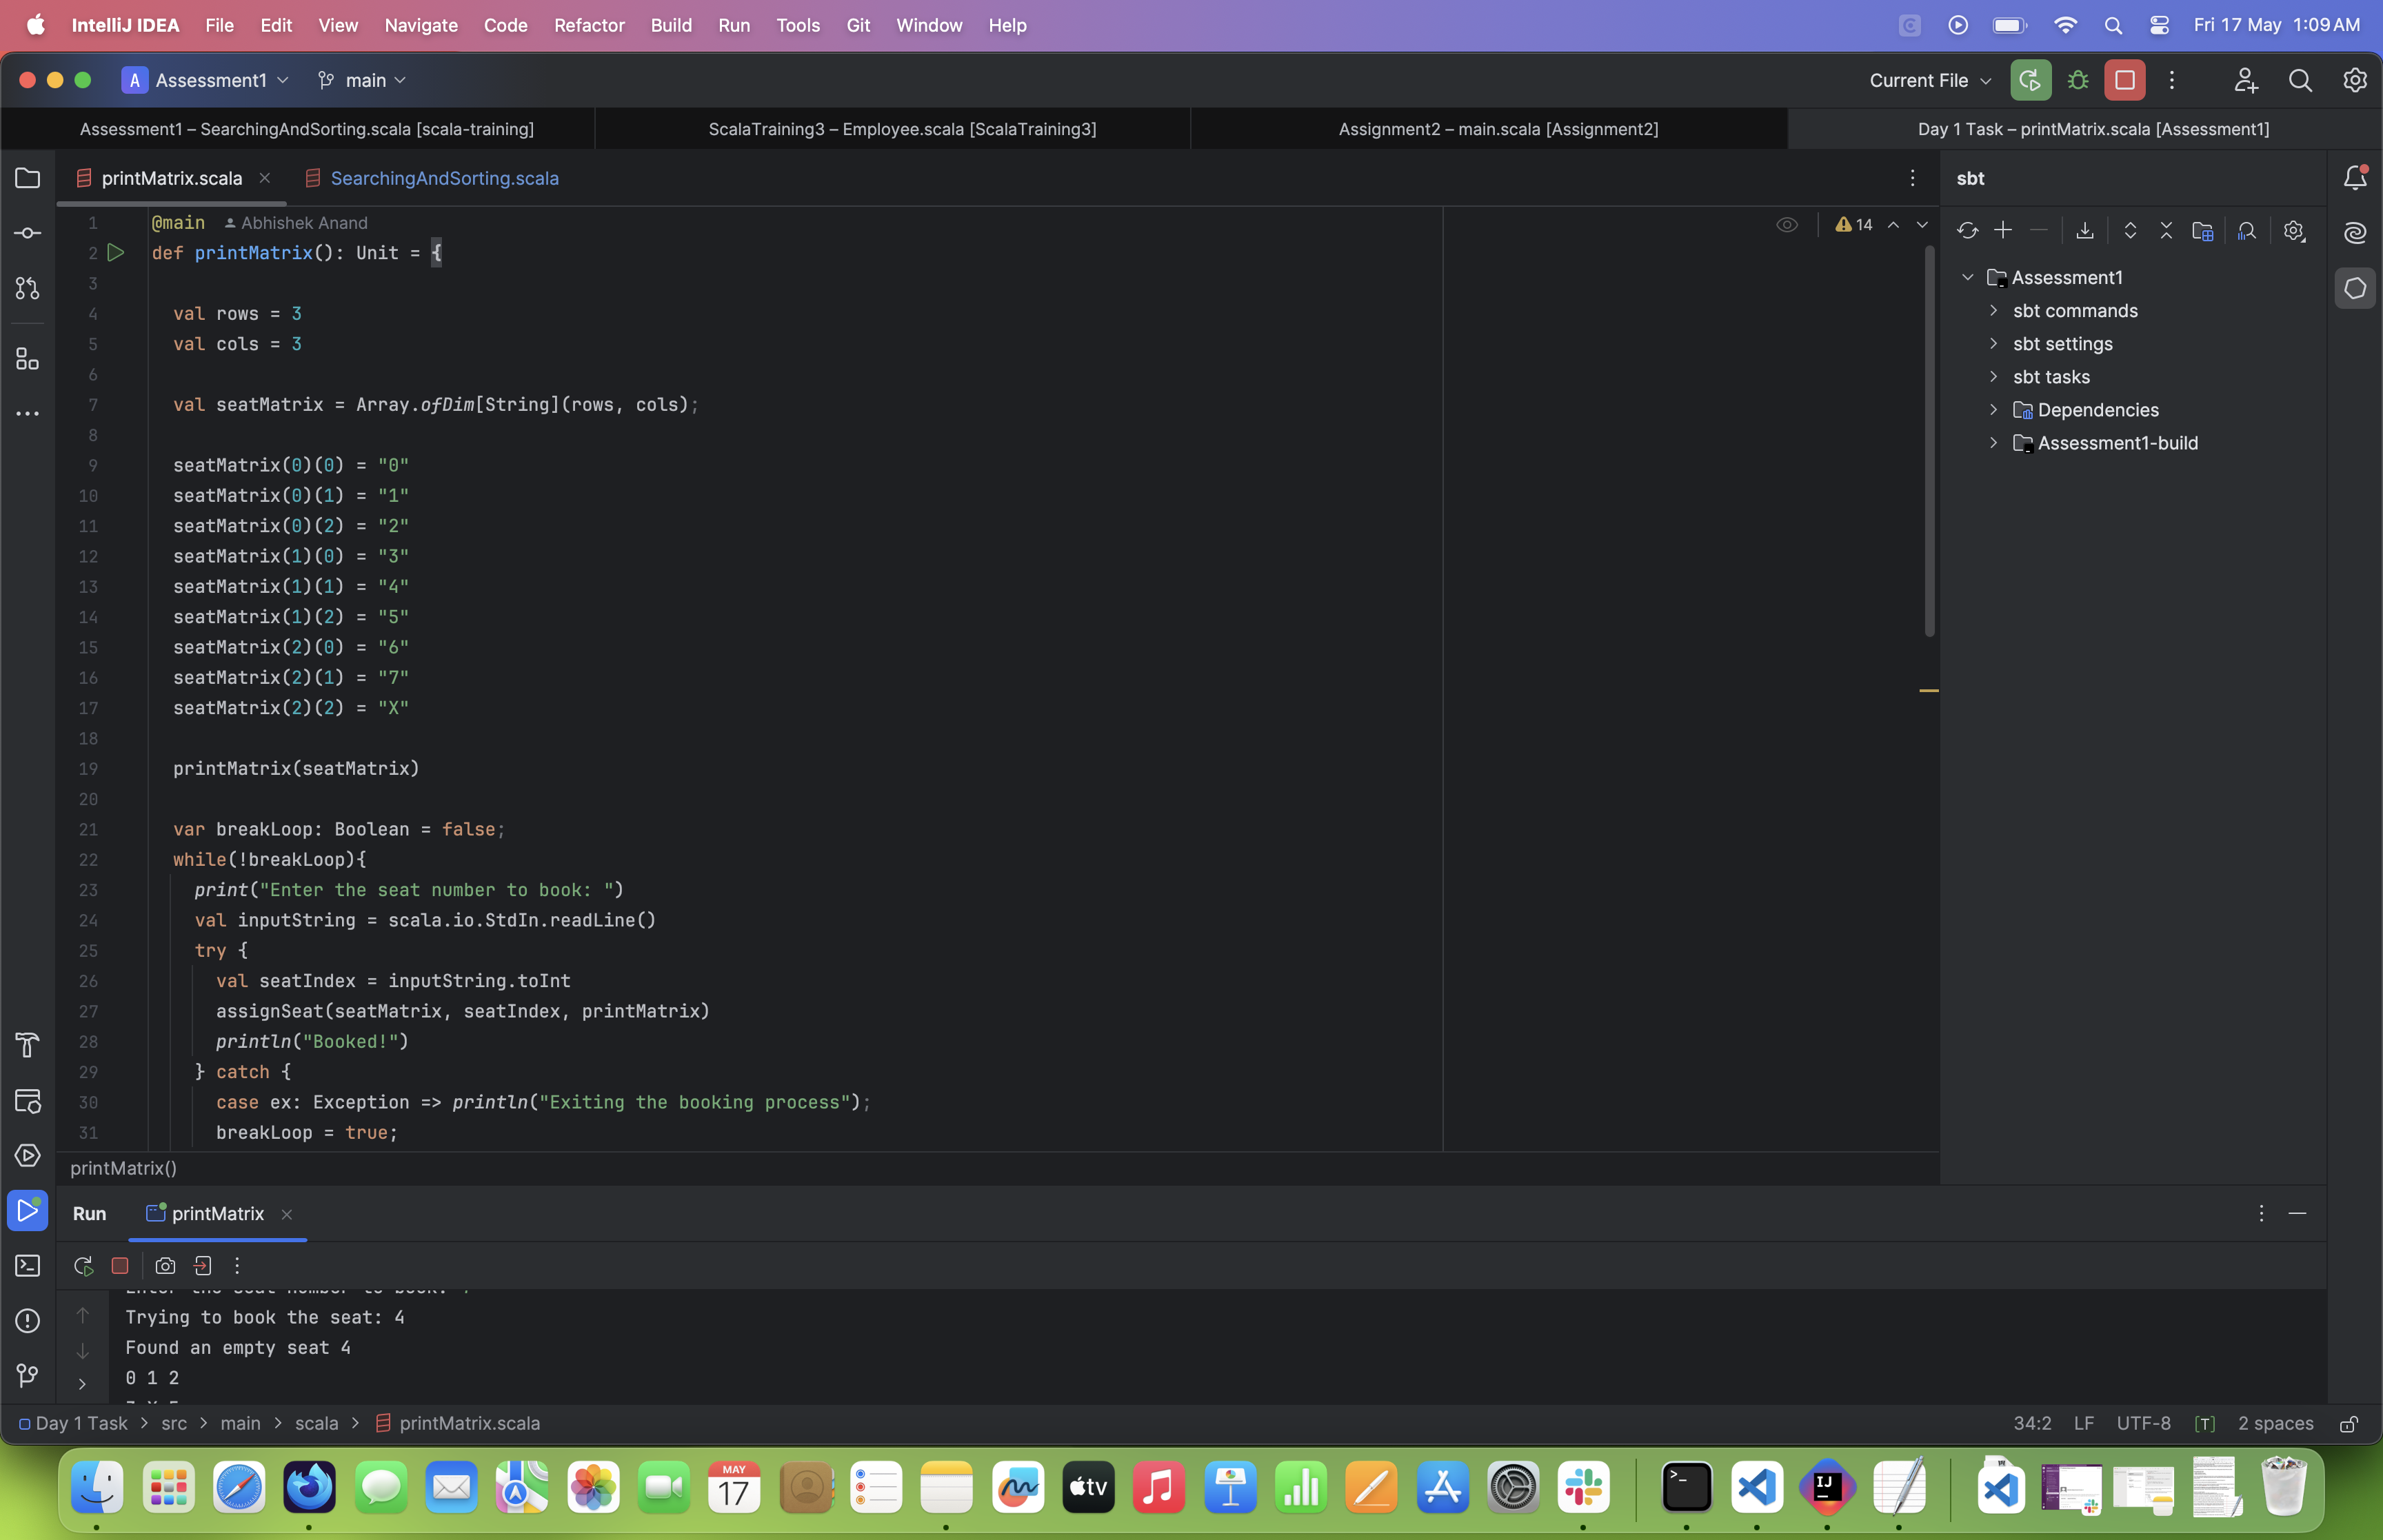 IntelliJ IDEA File Edit View Navigate Code Refactor Build Run Tools Git Window Help Fri 17 May 1:09 AM
A Assessment1 main Current File
Assessment1 – SearchingAndSorting.scala [scala-training] ScalaTraining3 – Employee.scala [ScalaTraining3] Assignment2 – main.scala [Assignment2] Day 1 Task – printMatrix.scala [Assessment1]
printMatrix.scala SearchingAndSorting.scala sbt
1 @main Abhishek Anand 14
2 def printMatrix(): Unit = {
3
4 val rows = 3
5 val cols = 3
6
7 val seatMatrix = Array.ofDim[String](rows, cols);
8
9 seatMatrix(0)(0) = "0"
10 seatMatrix(0)(1) = "1"
11 seatMatrix(0)(2) = "2"
12 seatMatrix(1)(0) = "3"
13 seatMatrix(1)(1) = "4"
14 seatMatrix(1)(2) = "5"
15 seatMatrix(2)(0) = "6"
16 seatMatrix(2)(1) = "7"
17 seatMatrix(2)(2) = "X"
18
19 printMatrix(seatMatrix)
20
21 var breakLoop: Boolean = false;
22 while(!breakLoop){
23 print("Enter the seat number to book: ")
24 val inputString = scala.io.StdIn.readLine()
25 try {
26 val seatIndex = inputString.toInt
27 assignSeat(seatMatrix, seatIndex, printMatrix)
28 println("Booked!")
29 } catch {
30 case ex: Exception => println("Exiting the booking process");
31 breakLoop = true;
Assessment1
sbt commands
sbt settings
sbt tasks
Dependencies
Assessment1-build
printMatrix()
Run printMatrix
Trying to book the seat: 4
Found an empty seat 4
0 1 2
Day 1 Task > src > main > scala > printMatrix.scala 34:2 LF UTF-8 [T] 2 spaces
MAY
17
tv
IJ